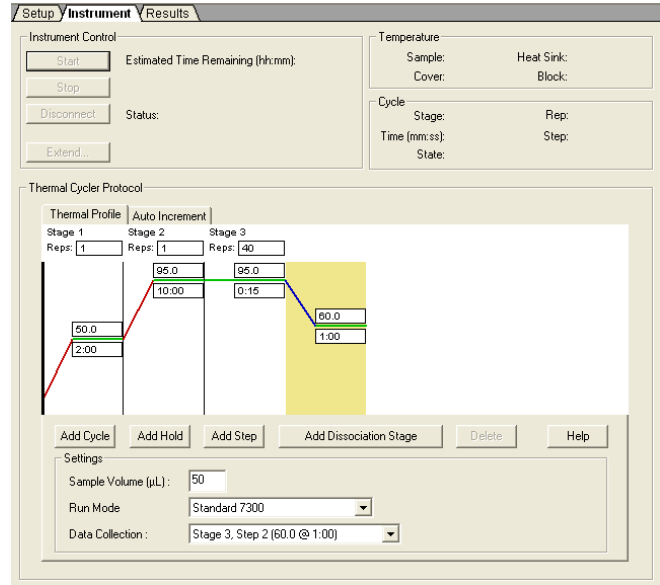 Setup Instrument Results
Instrument Control
Start Estimated Time Remaining (hh:mm):
Stop
Disconnect Status:
Extend...
Temperature
Sample: Heat Sink:
Cover: Block:
Cycle
Stage: Rep:
Time (mm:ss): Step:
State:
Thermal Cycler Protocol
Thermal Profile Auto Increment
Stage 1 Stage 2 Stage 3
Reps: 1 Reps: 1 Reps: 40
95.0 95.0
10:00 0:15
60.0
50.0 1:00
2:00
Add Cycle Add Hold Add Step Add Dissociation Stage Delete Help
Settings
Sample Volume (µL) : 50
Run Mode Standard 7300
Data Collection : Stage 3, Step 2 (60.0 @ 1:00)